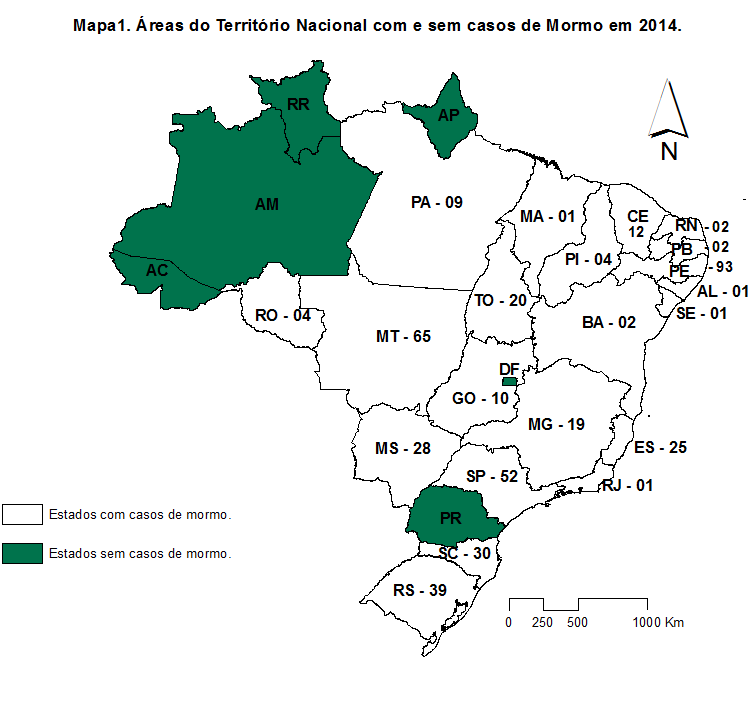 Mapa1. Áreas do Território Nacional com e sem casos de Mormo em 2014.
RR
AP
N
AM
PA - 09
MA - 01
CE
12
RN - 02
PB - 02
PI - 04
PE - 93
AC
TO - 20
AL - 01
SE - 01
RO - 04
BA - 02
MT - 65
DF
GO - 10
MG - 19
MS - 28
ES - 25
SP - 52
RJ - 01
Estados com casos de mormo.
PR
Estados sem casos de mormo.
SC - 30
RS - 39
0 250 500 1000 Km